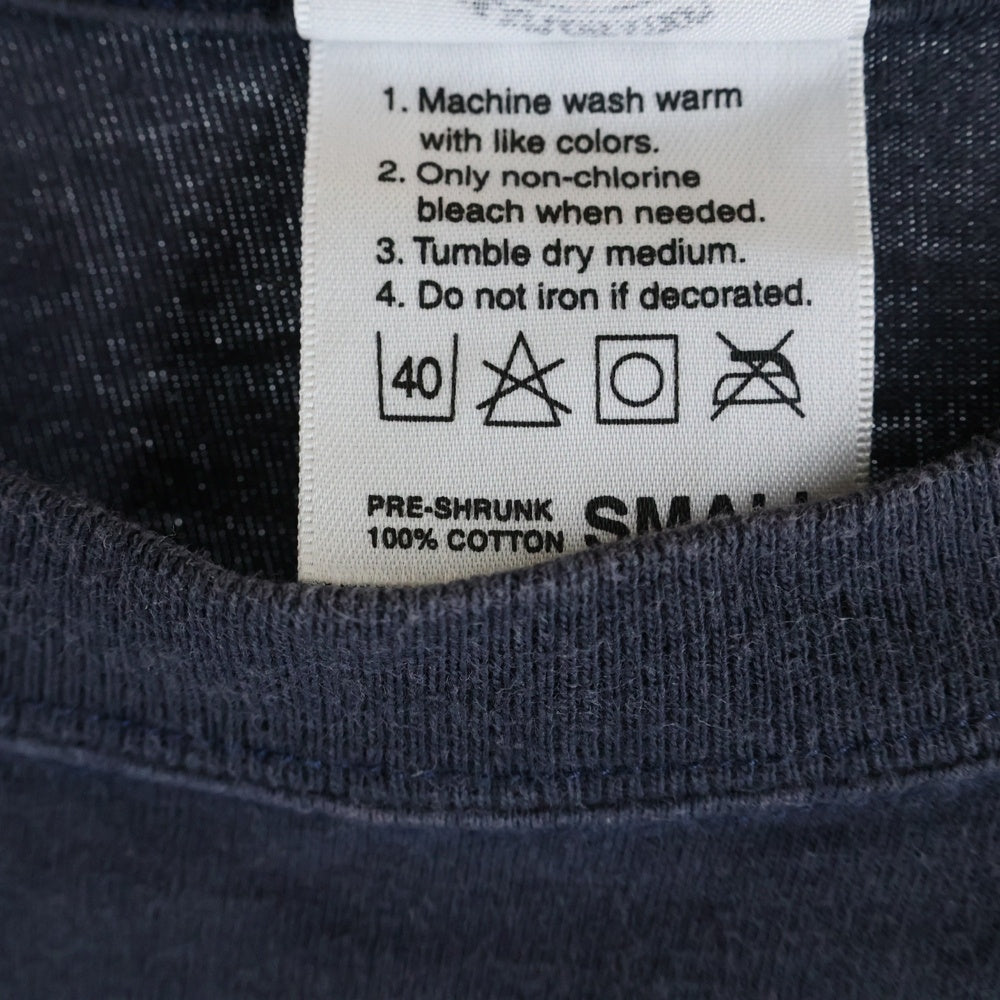 1. Machine wash warm
with like colors.
2. Only non-chlorine
bleach when needed.
3. Tumble dry medium.
4. Do not iron if decorated.
40
PRE-SHRUNK
100% COTTON
SMALL